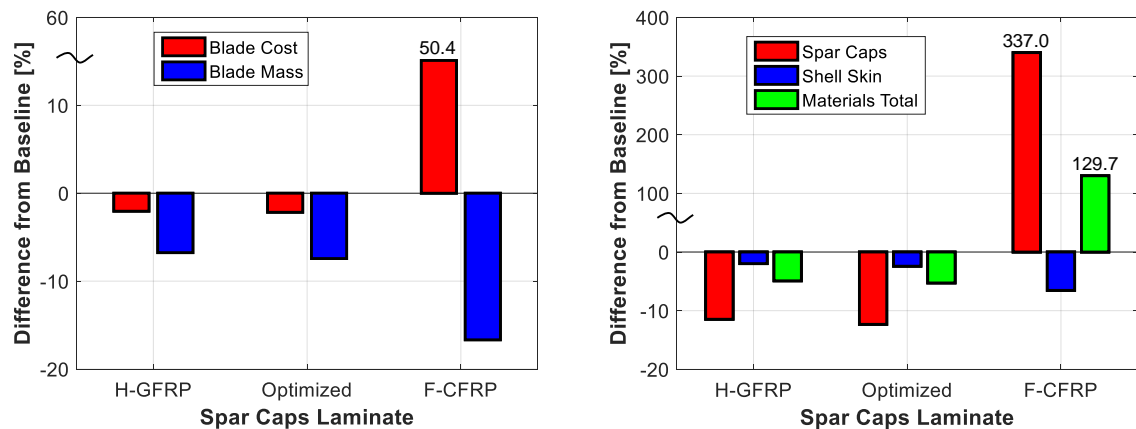 Difference from Baseline [%]
60
10
0
-10
-20
Blade Cost
Blade Mass
50.4
H-GFRP
Optimized
F-CFRP
Spar Caps Laminate
Difference from Baseline [%]
400
300
200
100
0
-10
-20
Spar Caps
Shell Skin
Materials Total
337.0
129.7
H-GFRP
Optimized
F-CFRP
Spar Caps Laminate